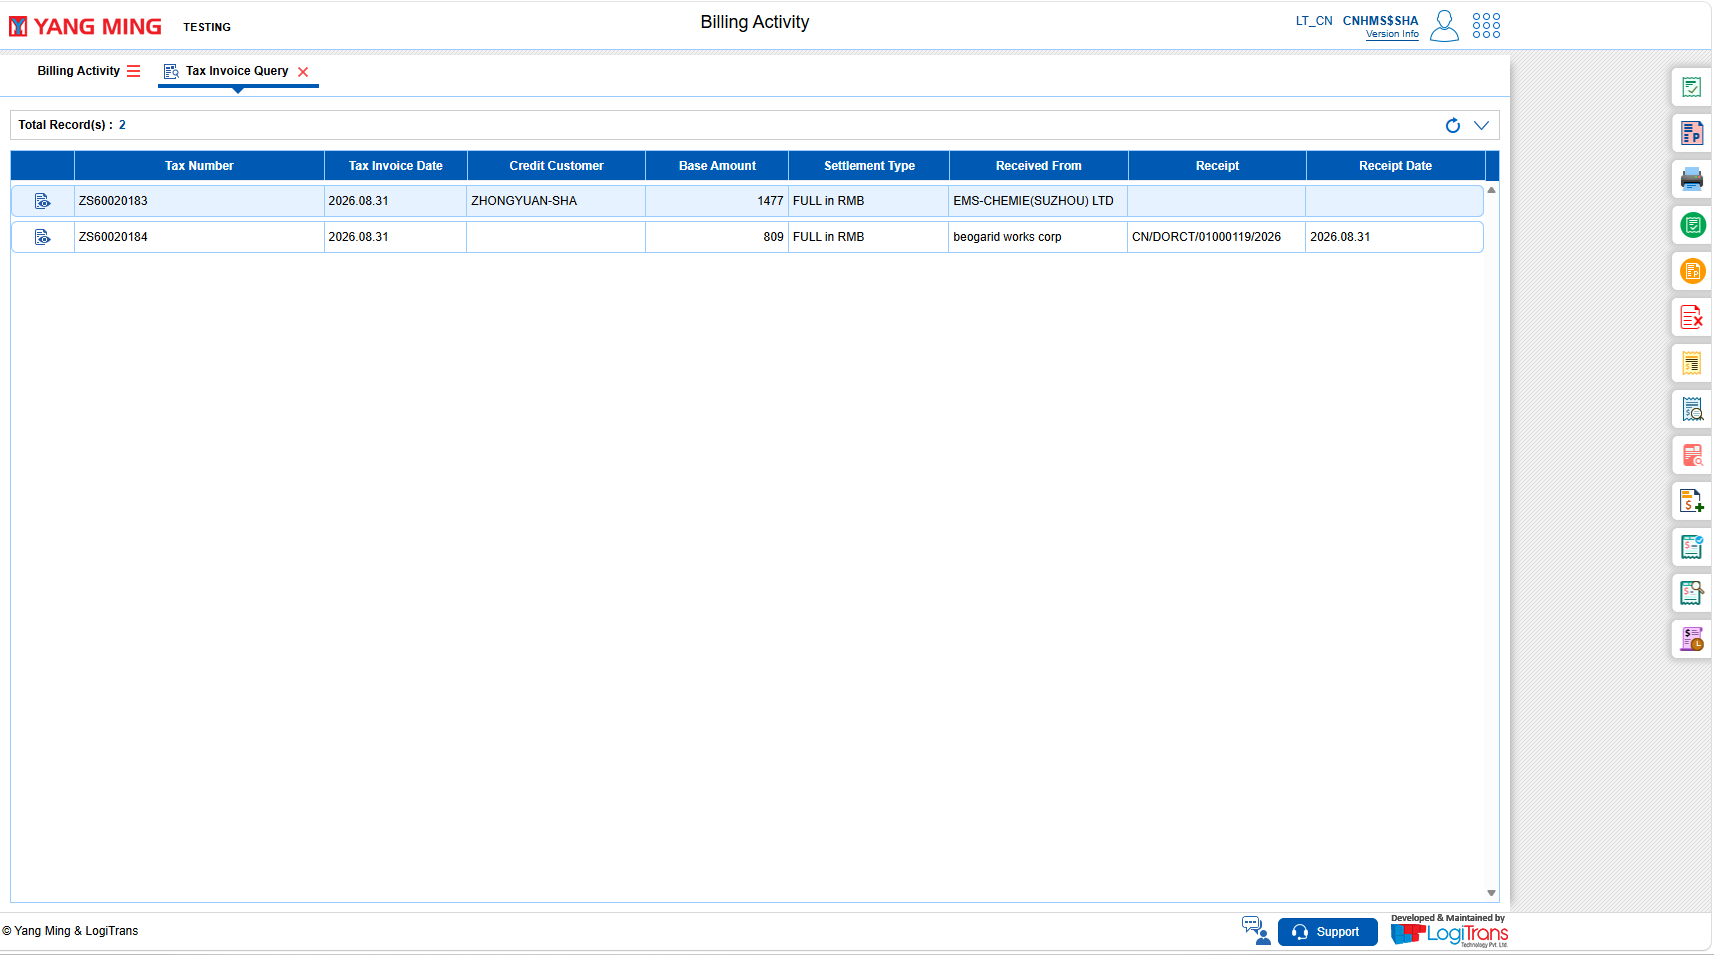 YANG MING TESTING Billing Activity LT_CN CNHMS$SHA
Version Info
Billing Activity Tax Invoice Query
Total Record(s) : 2
Tax Number Tax Invoice Date Credit Customer Base Amount Settlement Type Received From Receipt Receipt Date
ZS60020183 2026.08.31 ZHONGYUAN-SHA 1477 FULL in RMB EMS-CHEMIE(SUZHOU) LTD
ZS60020184 2026.08.31 809 FULL in RMB beogarid works corp CN/DORCT/01000119/2026 2026.08.31
© Yang Ming & LogiTrans Support Developed & Maintained by
LogiTrans
Technology Pvt. Ltd.